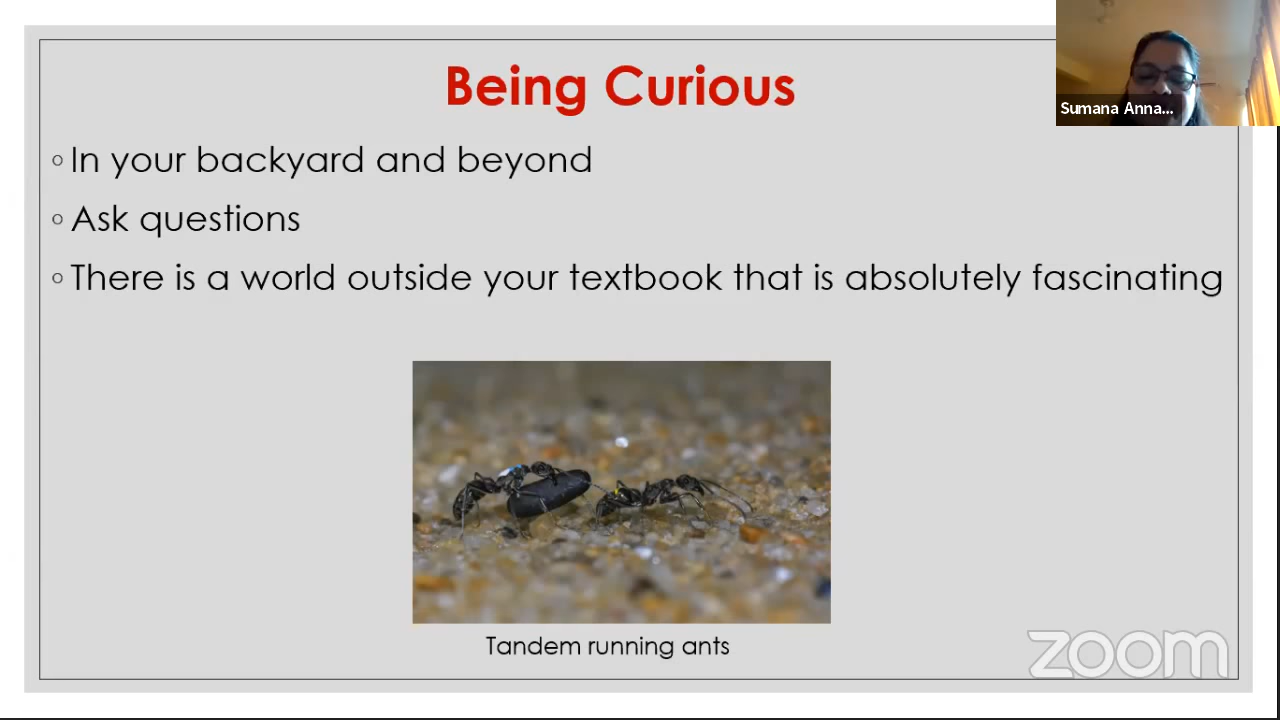 Being Curious
Sumana Anna...
In your backyard and beyond
Ask questions
There is a world outside your textbook that is absolutely fascinating
Tandem running ants
zoom